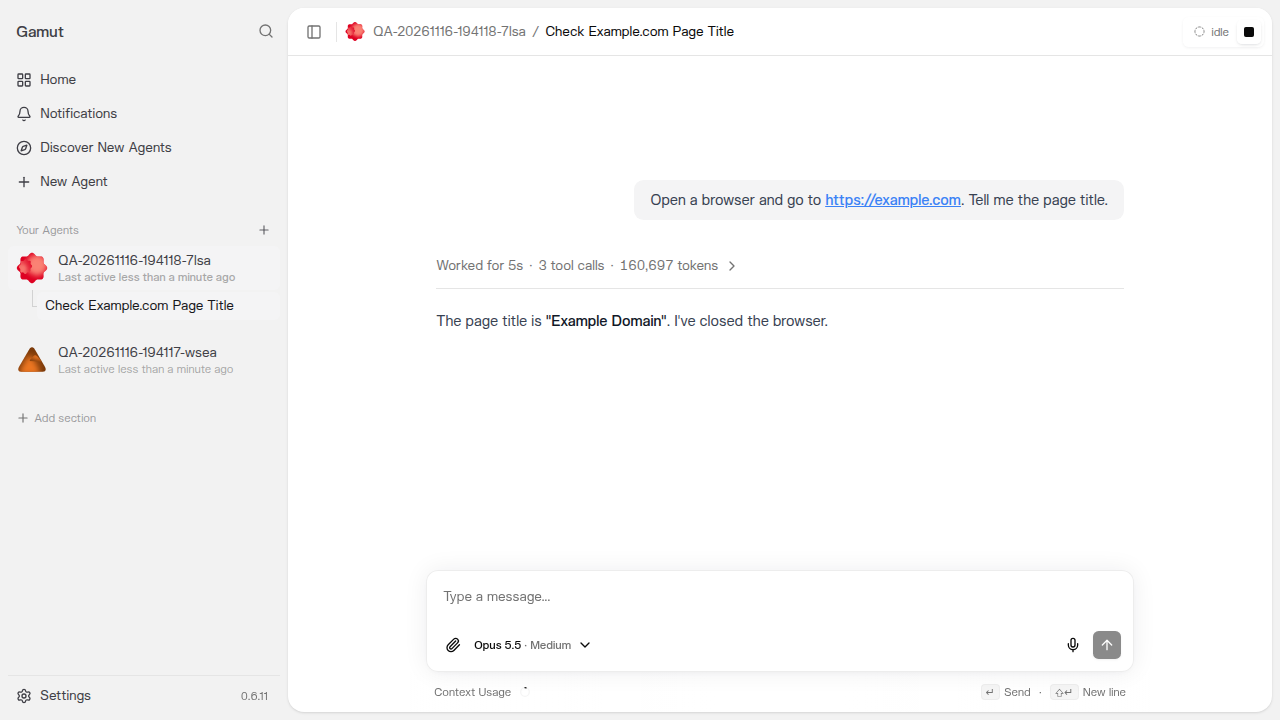 Gamut
Home
Notifications
Discover New Agents
New Agent
Your Agents
QA-20261116-194118-7lsa
Last active less than a minute ago
Check Example.com Page Title
QA-20261116-194117-wsea
Last active less than a minute ago
Add section
Settings
0.6.11
QA-20261116-194118-7lsa / Check Example.com Page Title
idle
Open a browser and go to https://example.com. Tell me the page title.
Worked for 5s · 3 tool calls · 160,697 tokens
The page title is "Example Domain". I've closed the browser.
Type a message...
Opus 5.5 · Medium
Context Usage
↵ Send · ⇧↵ New line